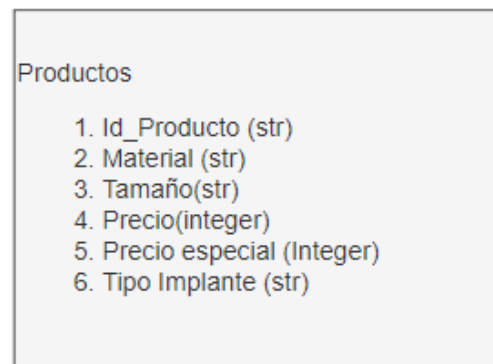 Productos
1. Id_Producto (str)
2. Material (str)
3. Tamaño(str)
4. Precio(integer)
5. Precio especial (Integer)
6. Tipo Implante (str)